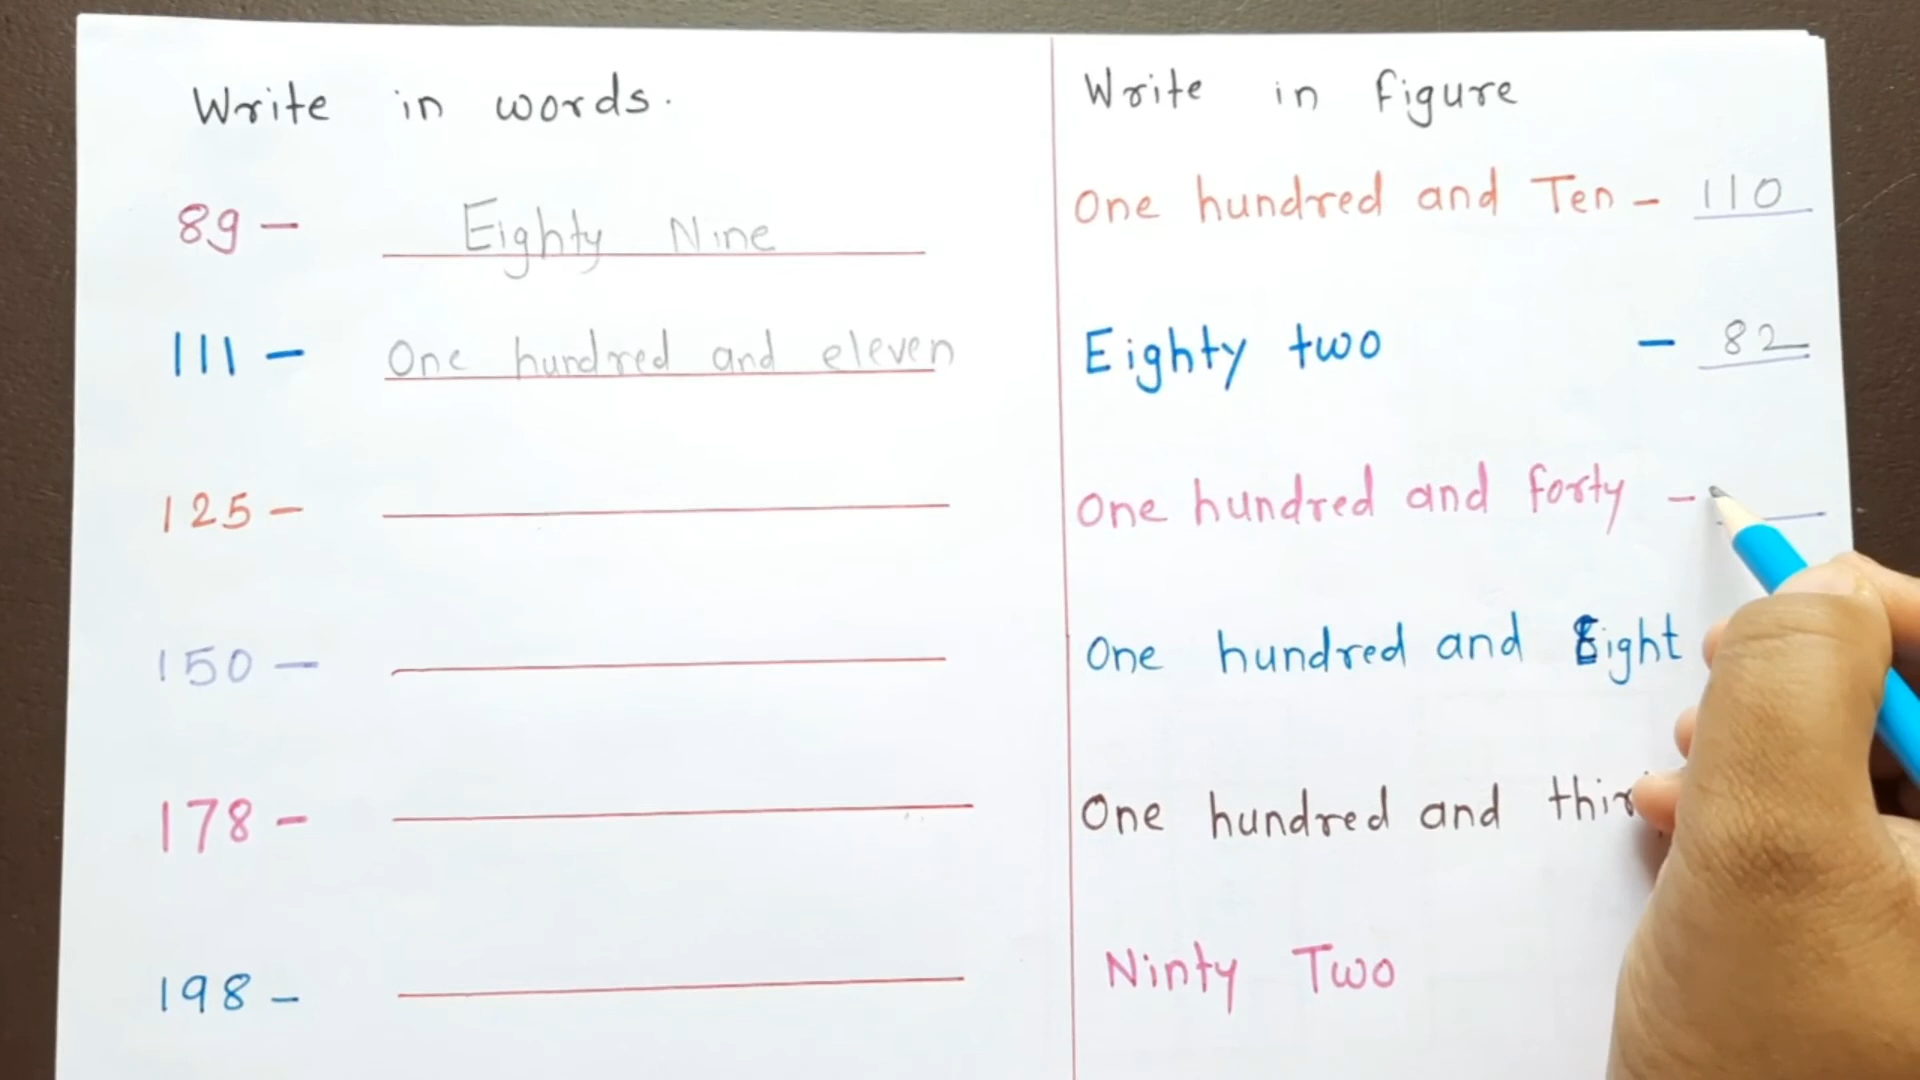 Write in words.
89 - Eighty Nine
111 - One hundred and eleven
125 -
150 -
178 -
198 -
Write in figure
One hundred and Ten - 110
Eighty two - 82
One hundred and forty -
One hundred and Eight
One hundred and
Ninty Two